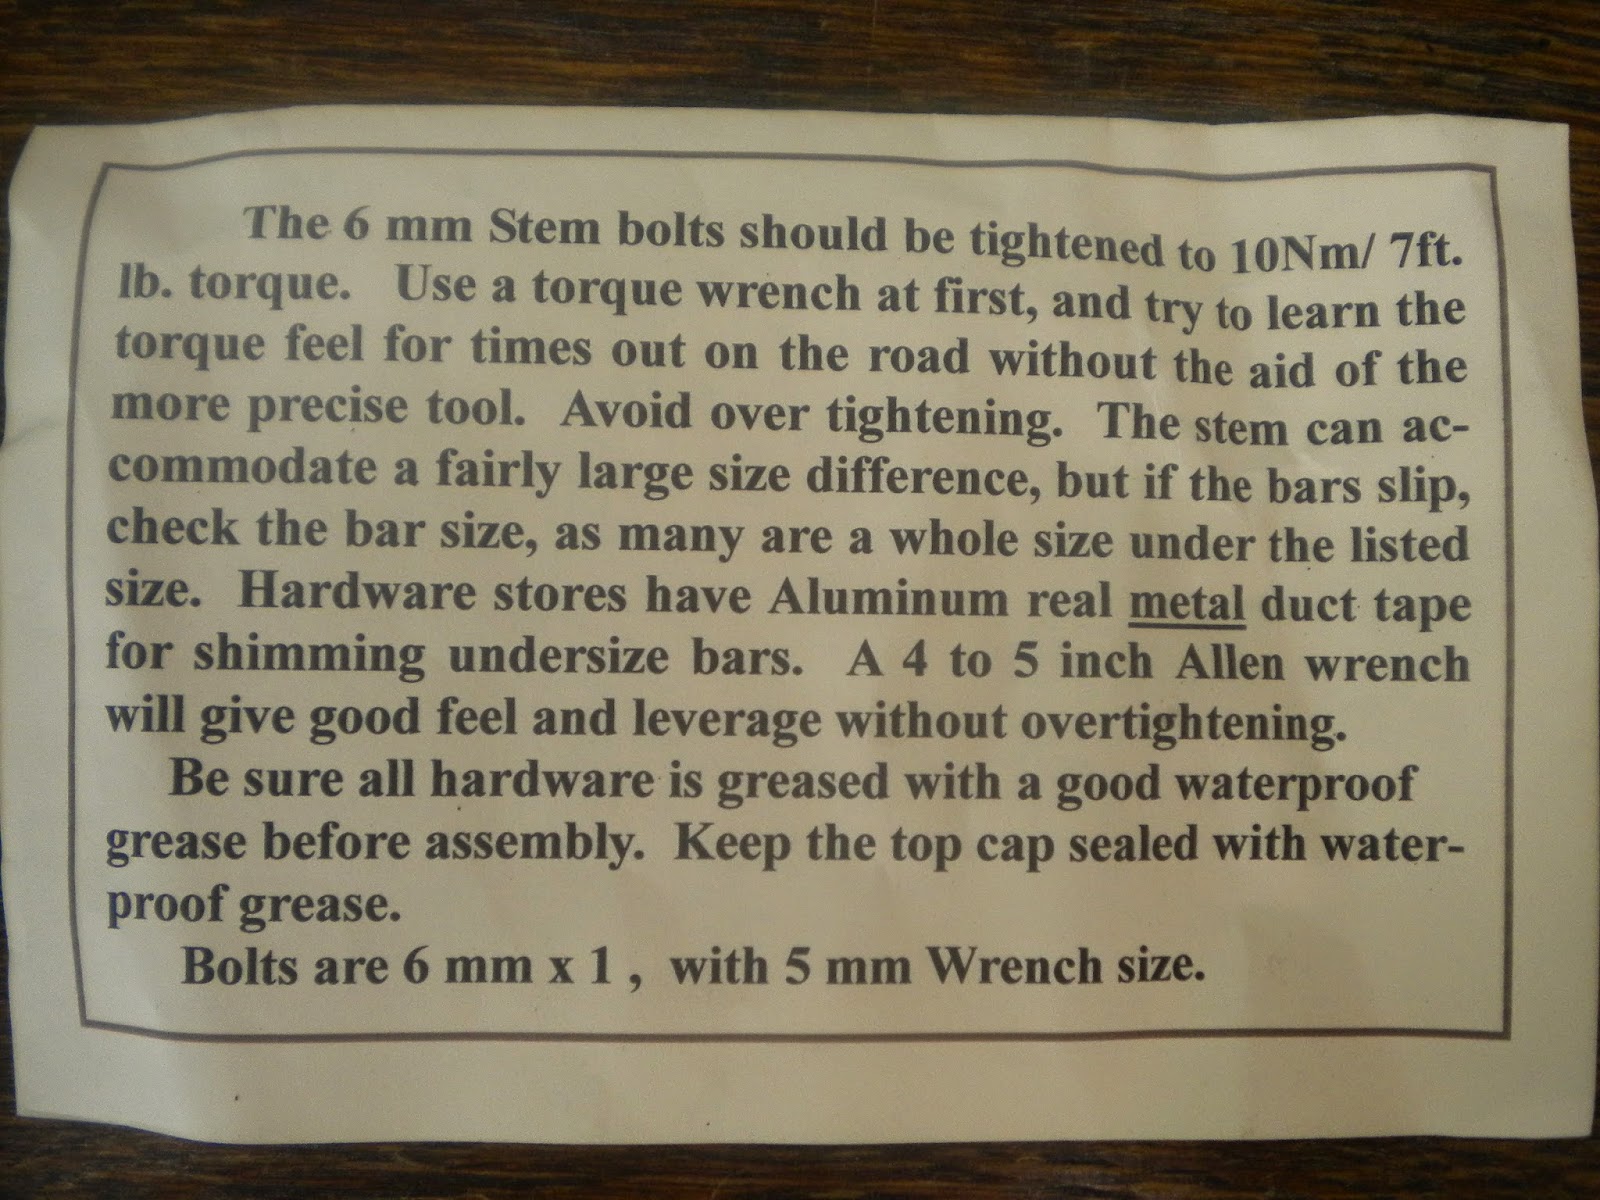 The 6 mm Stem bolts should be tightened to 10Nm/ 7ft.
lb. torque. Use a torque wrench at first, and try to learn the
torque feel for times out on the road without the aid of the
more precise tool. Avoid over tightening. The stem can ac-
commodate a fairly large size difference, but if the bars slip,
check the bar size, as many are a whole size under the listed
size. Hardware stores have Aluminum real metal duct tape
for shimming undersize bars. A 4 to 5 inch Allen wrench
will give good feel and leverage without overtightening.
Be sure all hardware is greased with a good waterproof
grease before assembly. Keep the top cap sealed with water-
proof grease.
Bolts are 6 mm x 1 , with 5 mm Wrench size.